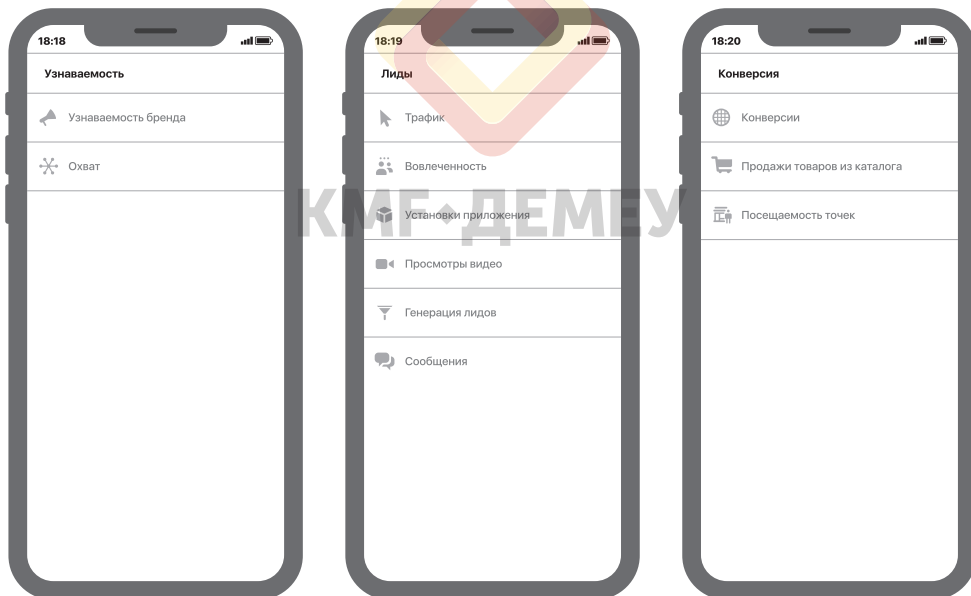 18:18
Узнаваемость
Узнаваемость бренда
Охват
18:19
Лиды
Трафик
Вовлеченность
Установки приложения
Просмотры видео
Генерация лидов
Сообщения
18:20
Конверсия
Конверсии
Продажи товаров из каталога
Посещаемость точек
KMF ДЕМЕУ